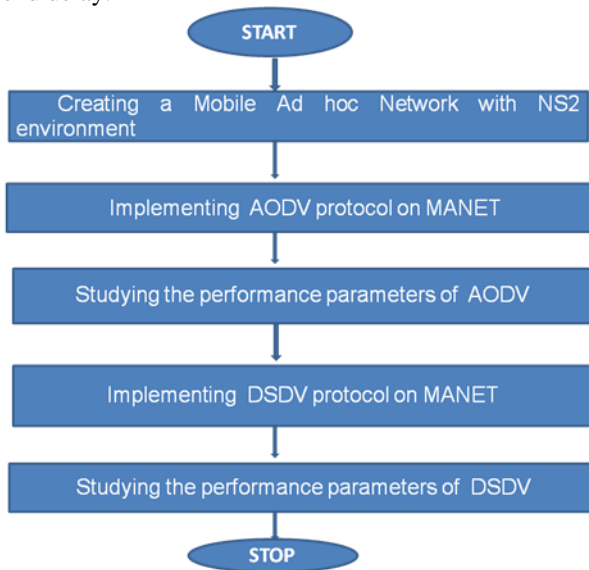 START
Creating a Mobile Ad hoc Network with NS2
environment
Implementing AODV protocol on MANET
Studying the performance parameters of AODV
Implementing DSDV protocol on MANET
Studying the performance parameters of DSDV
STOP